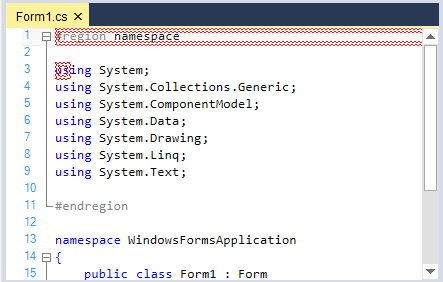 Form1.cs ×
1 #region namespace
2
3 using System;
4 using System.Collections.Generic;
5 using System.ComponentModel;
6 using System.Data;
7 using System.Drawing;
8 using System.Linq;
9 using System.Text;
10
11 #endregion
12
13 namespace WindowsFormsApplication
14 {
15 public class Form1 : Form